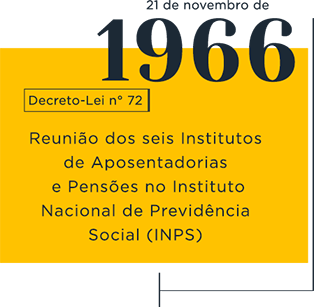 21 de novembro de
1966
Decreto-Lei n° 72
Reunião dos seis Institutos
de Aposentadorias
e Pensões no Instituto
Nacional de Previdência
Social (INPS)